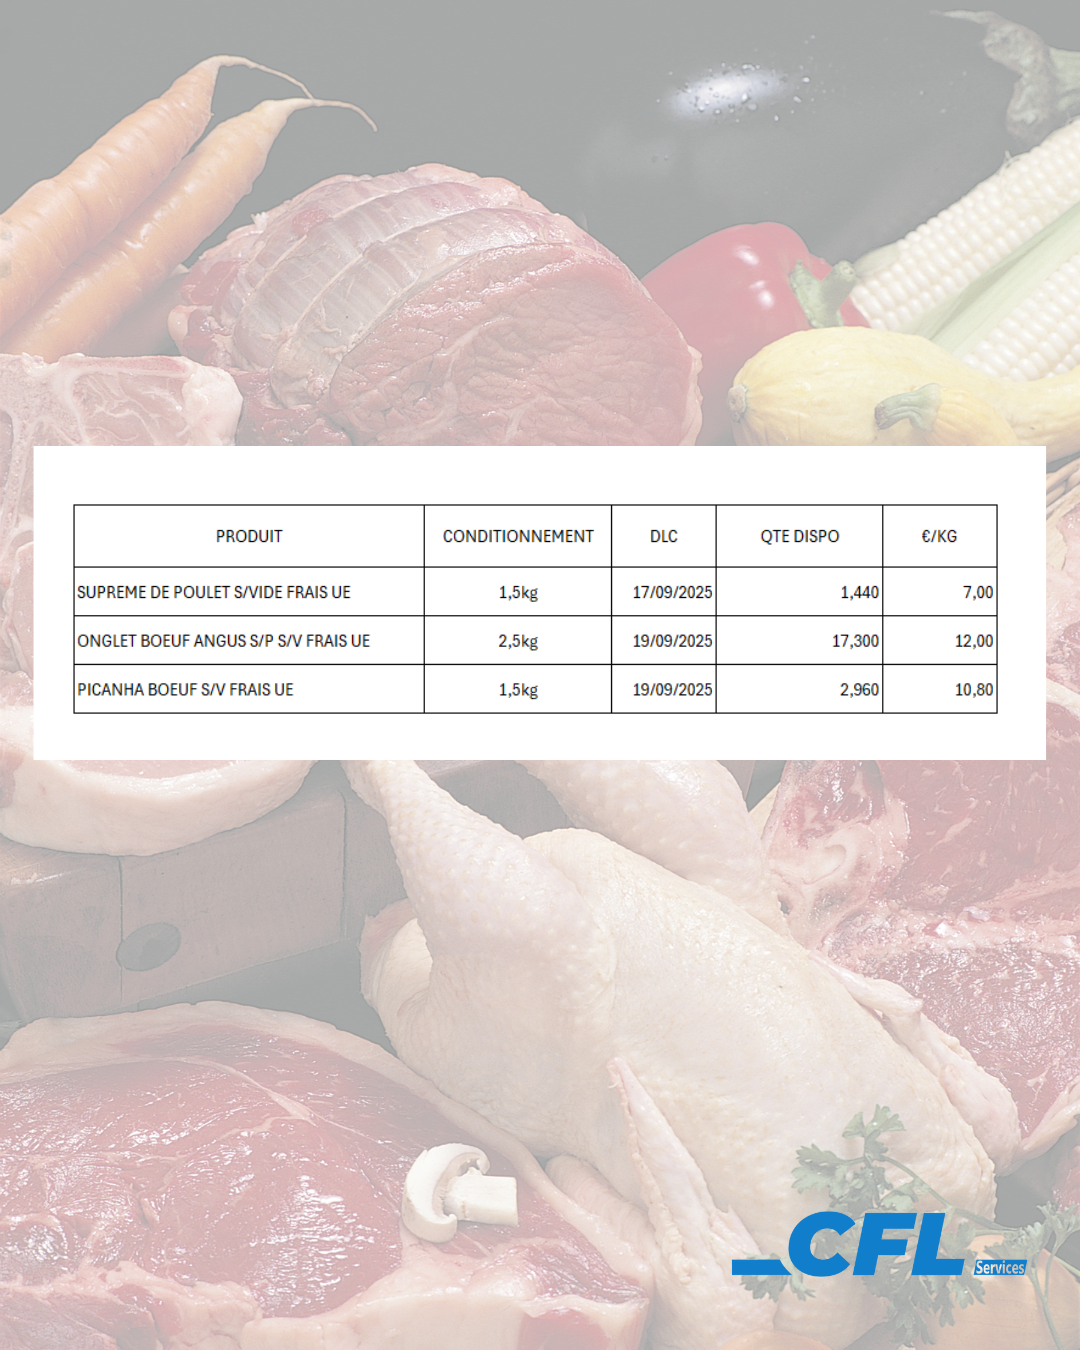 PRODUIT CONDITIONNEMENT DLC QTE DISPO €/KG
SUPREME DE POULET S/VIDE FRAIS UE 1,5kg 17/09/2025 1,440 7,00
ONGLET BOEUF ANGUS S/P S/V FRAIS UE 2,5kg 19/09/2025 17,300 12,00
PICANHA BOEUF S/V FRAIS UE 1,5kg 19/09/2025 2,960 10,80
CFL Services